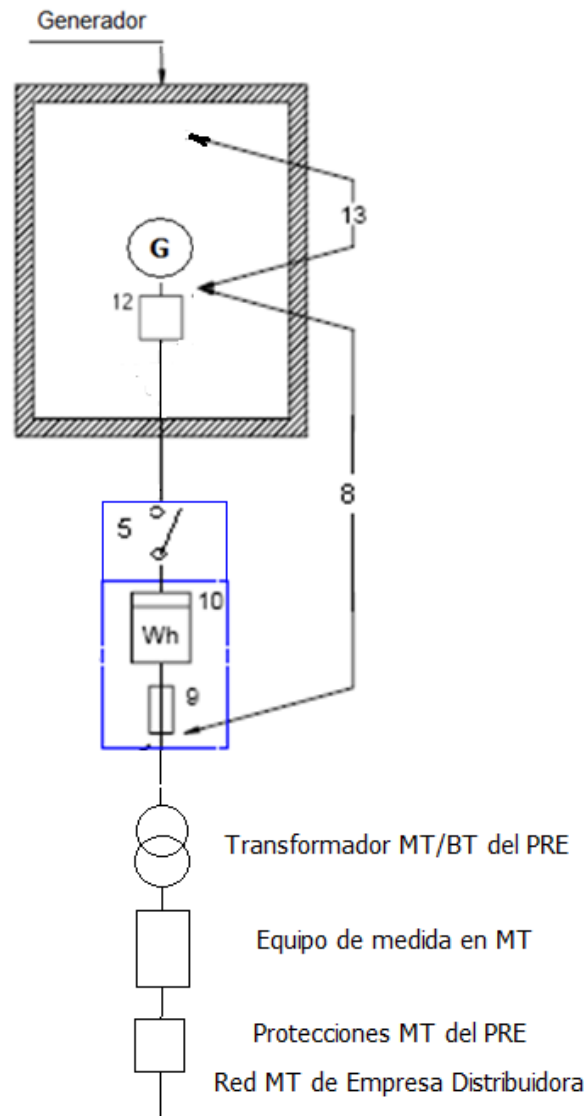 Generador
13
G
12
8
5
10
Wh
9
Transformador MT/BT del PRE
Equipo de medida en MT
Protecciones MT del PRE
Red MT de Empresa Distribuidora